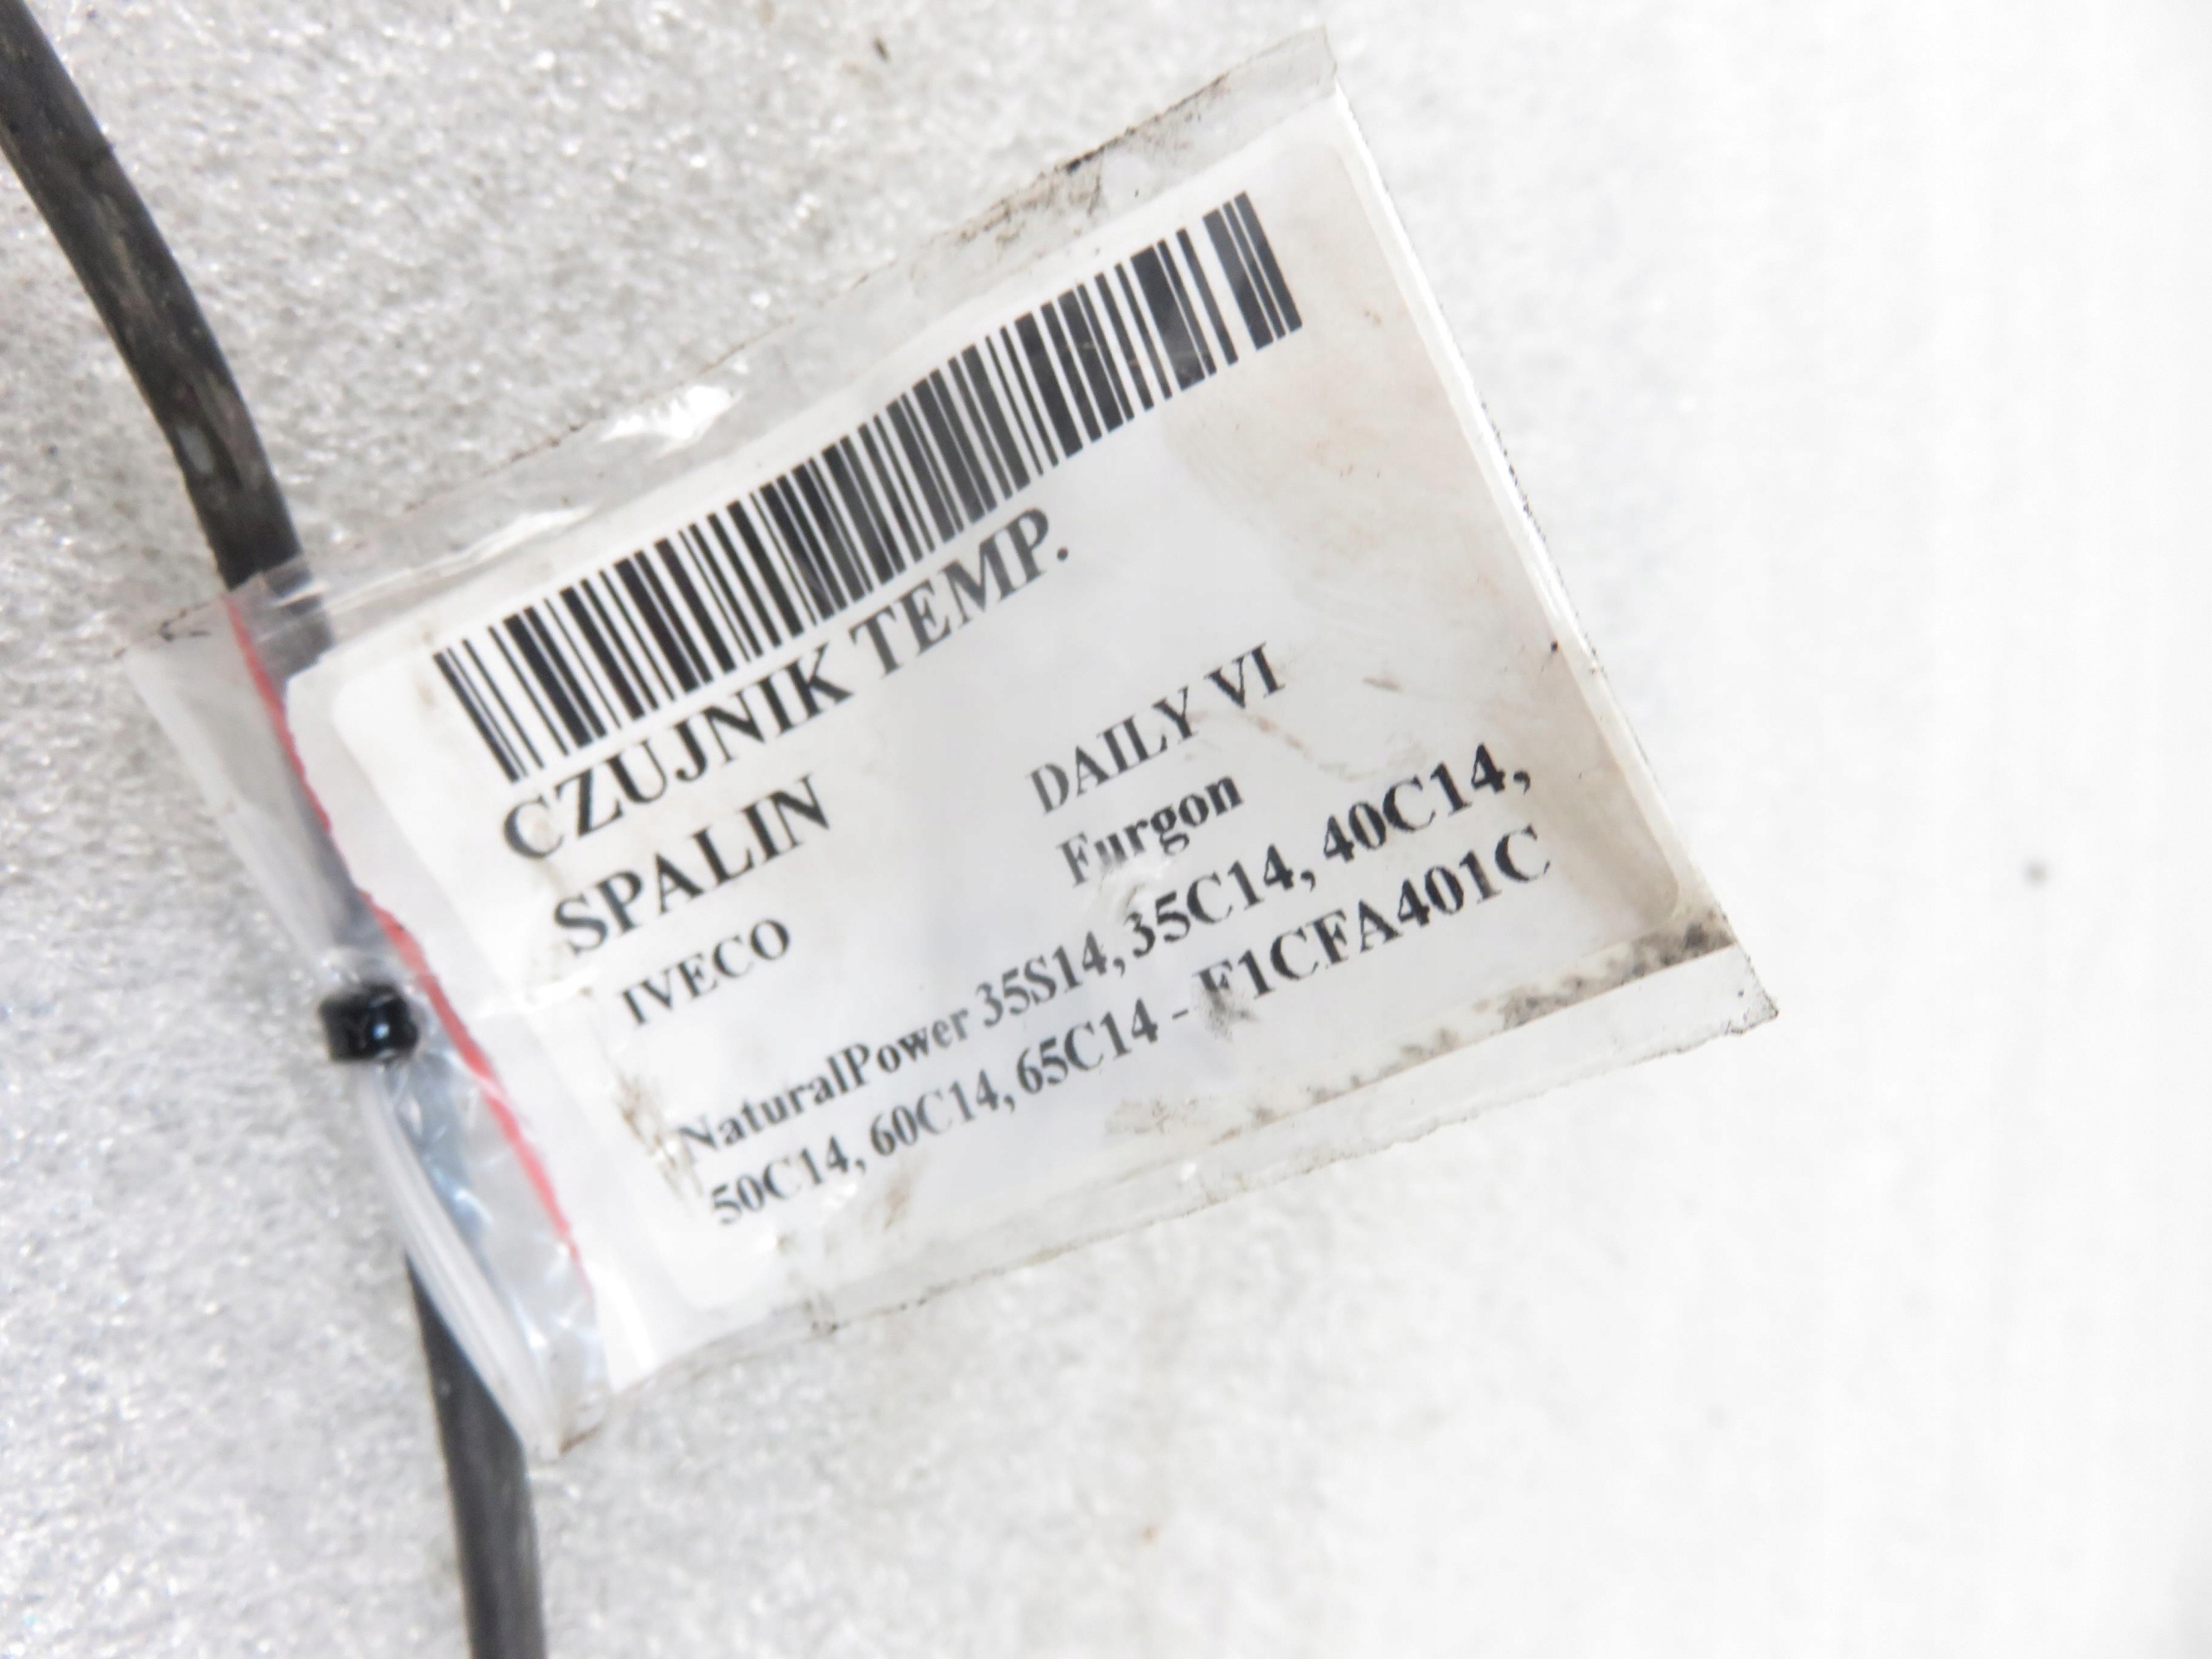 CZUJNIK TEMP.
SPALIN
IVECO DAILY VI
Furgon
NaturalPower 35S14, 35C14, 40C14,
50C14, 60C14, 65C14 - F1CFA401C